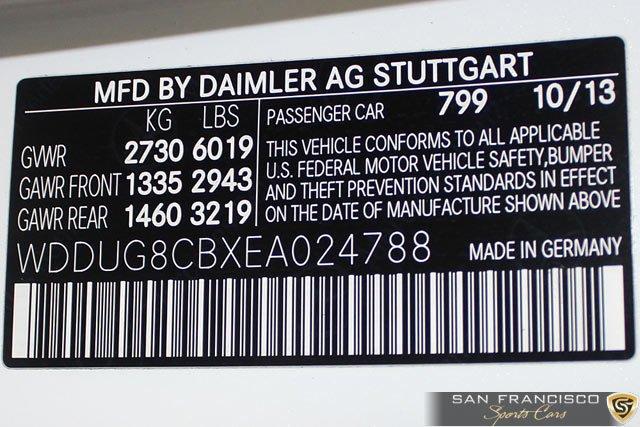 MFD BY DAIMLER AG STUTTGART
KG LBS
GVWR 2730 6019
GAWR FRONT 1335 2943
GAWR REAR 1460 3219
PASSENGER CAR 799 10/13
THIS VEHICLE CONFORMS TO ALL APPLICABLE
U.S. FEDERAL MOTOR VEHICLE SAFETY,BUMPER
AND THEFT PREVENTION STANDARDS IN EFFECT
ON THE DATE OF MANUFACTURE SHOWN ABOVE
WDDUG8CBXEA024788 MADE IN GERMANY
SAN FRANCISCO
Sports Cars